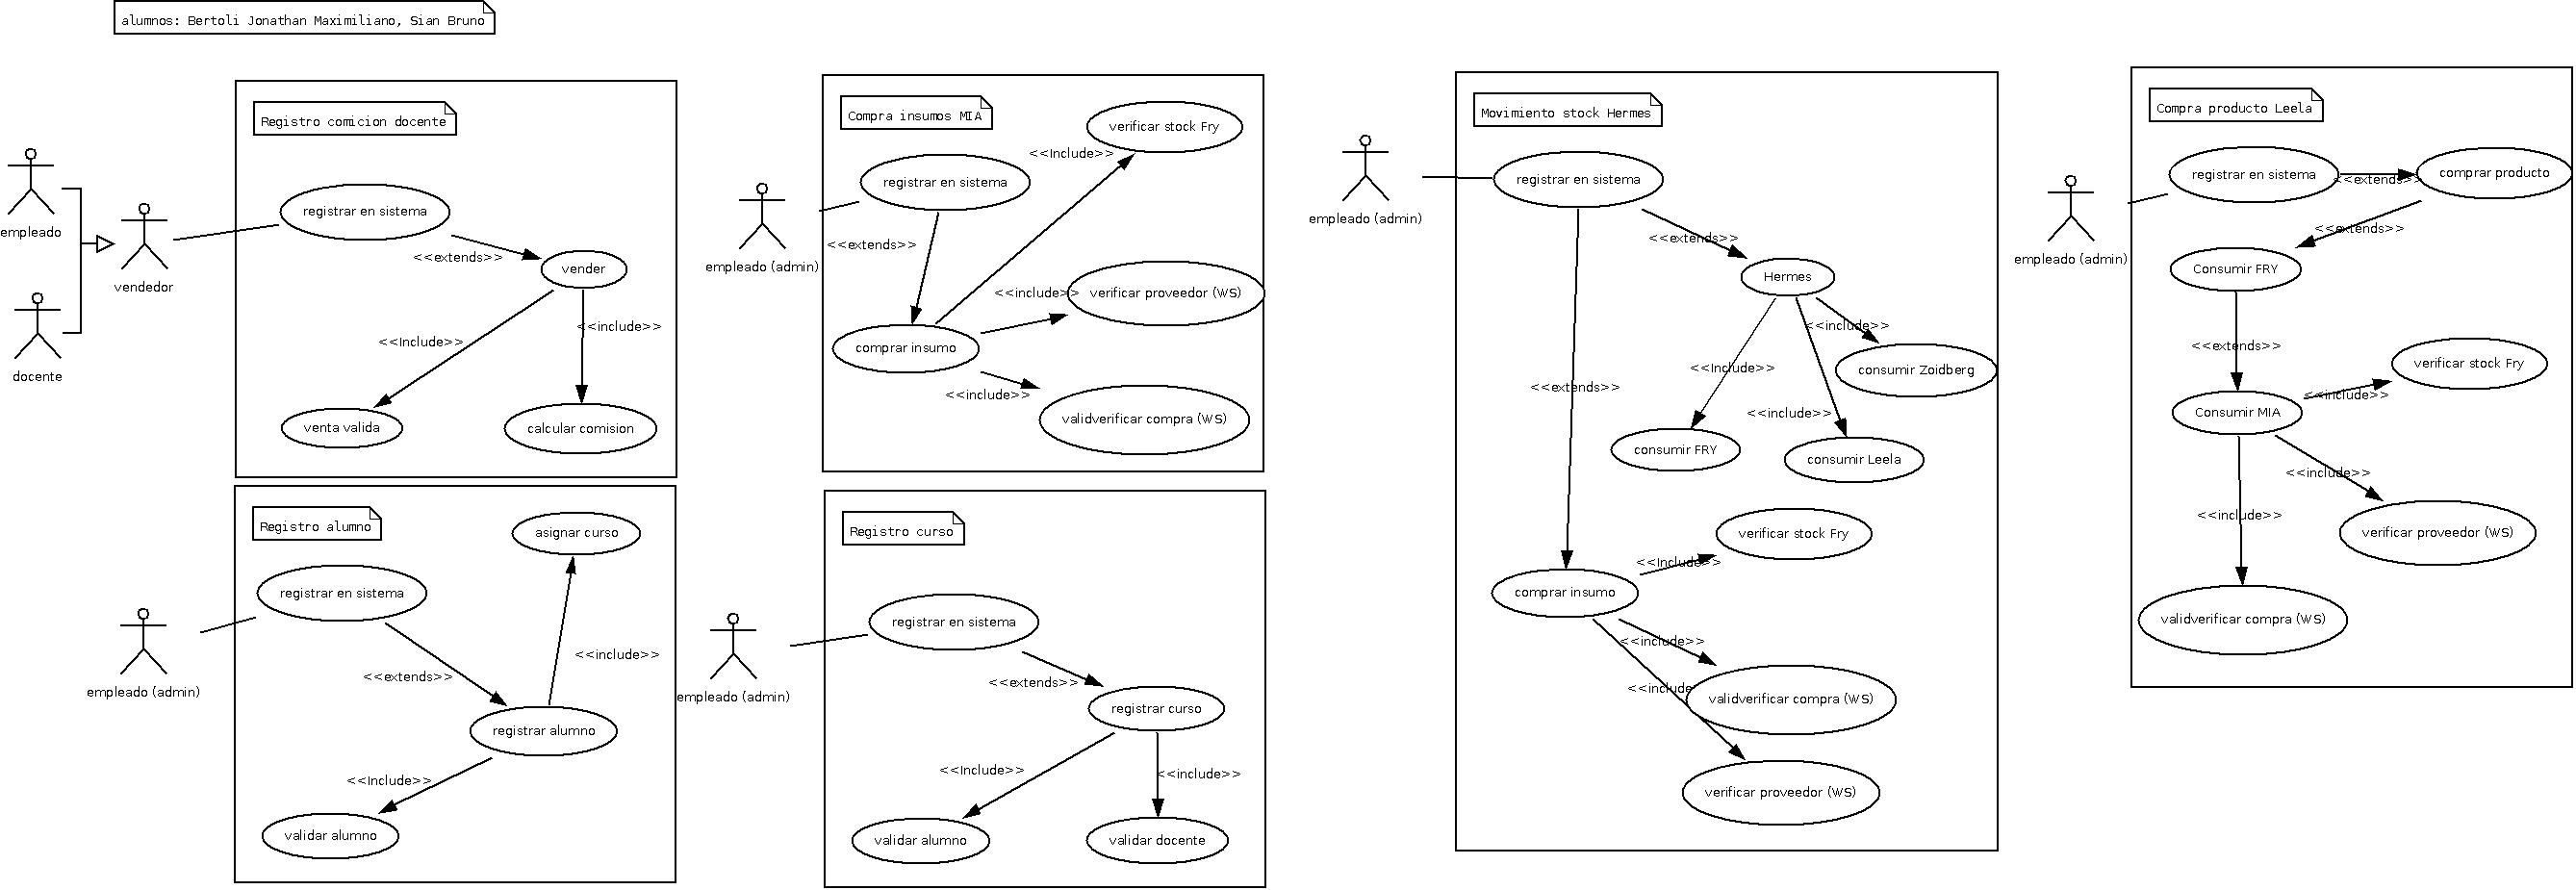 alumnos: Bertoli Jonathan Maximiliano, Sian Bruno
empleado
docente
vendedor
Registro comicion docente
registrar en sistema
<<extends>>
vender
<<Include>>
<<include>>
venta valida
calcular comision
Compra insumos MIA
verificar stock Fry
<<Include>>
registrar en sistema
empleado (admin)
<<extends>>
<<include>>
verificar proveedor (WS)
comprar insumo
<<include>>
validverificar compra (WS)
Movimiento stock Hermes
empleado (admin)
registrar en sistema
<<extends>>
Hermes
<<include>>
<<Include>>
consumir Zoidberg
<<extends>>
<<include>>
consumir FRY
consumir Leela
verificar stock Fry
<<Include>>
comprar insumo
<<include>>
<<include>>
validverificar compra (WS)
verificar proveedor (WS)
Compra producto Leela
registrar en sistema
<<extends>>
comprar producto
empleado (admin)
<<extends>>
Consumir FRY
<<extends>>
verificar stock Fry
<<Include>>
Consumir MIA
<<include>>
<<include>>
verificar proveedor (WS)
validverificar compra (WS)
Registro alumno
asignar curso
registrar en sistema
empleado (admin)
<<include>>
<<extends>>
registrar alumno
<<Include>>
validar alumno
Registro curso
registrar en sistema
empleado (admin)
<<extends>>
registrar curso
<<Include>>
<<include>>
validar alumno
validar docente